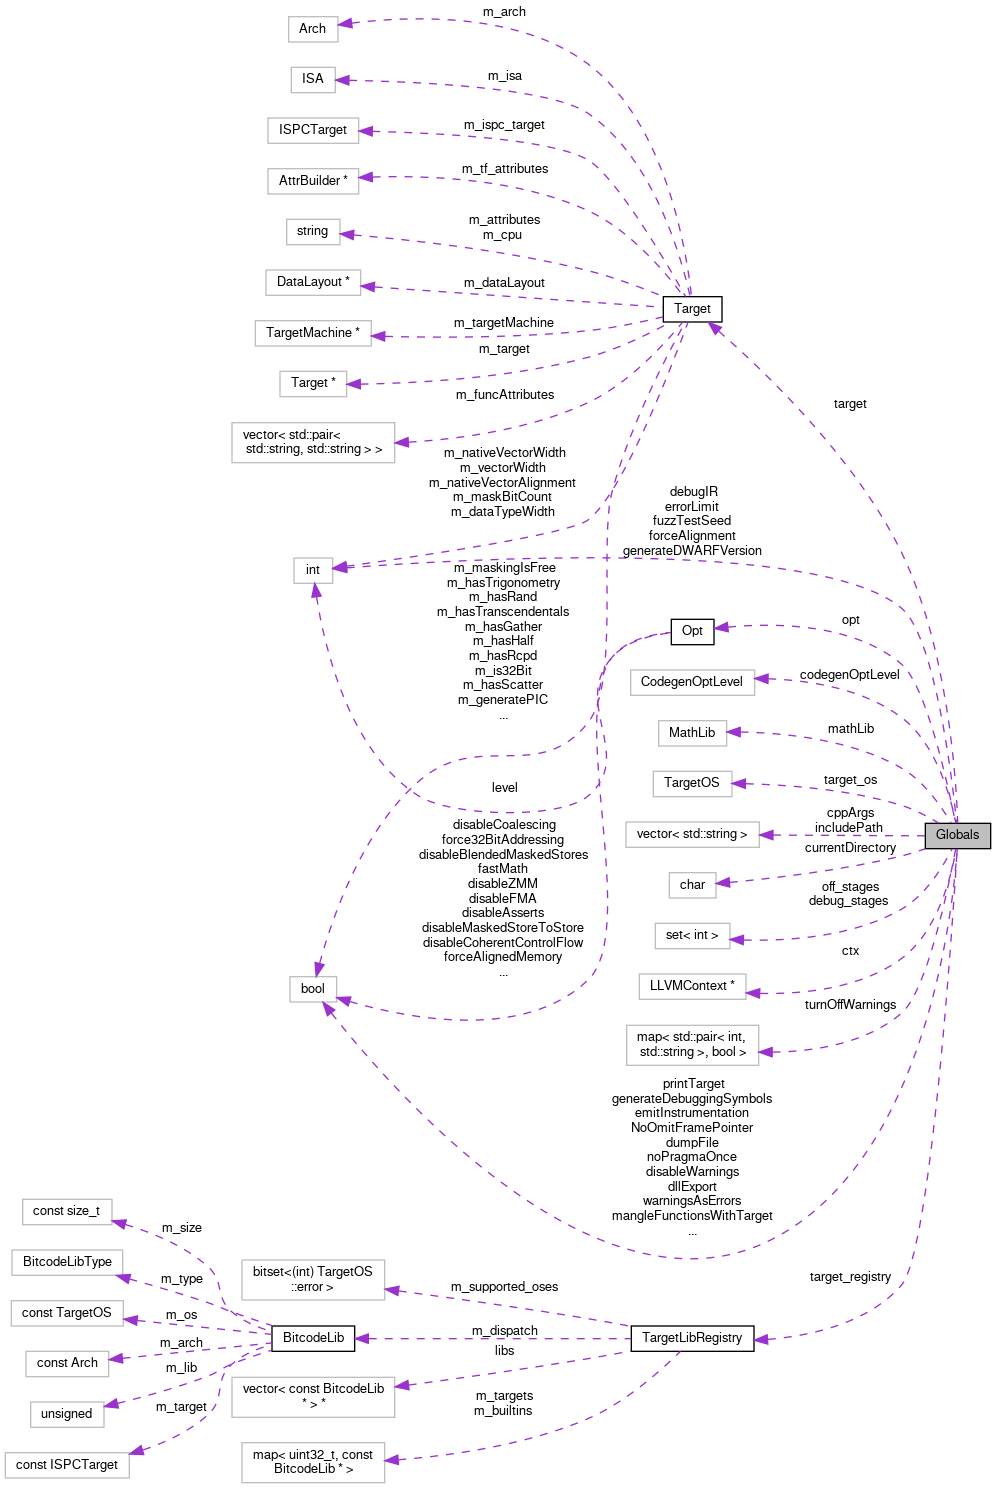 m_arch
Arch
m_isa
ISA
m_ispc_target
ISPCTarget
m_tf_attributes
AttrBuilder *
m_attributes
m_cpu
string
m_dataLayout
DataLayout *
Target
m_targetMachine
TargetMachine *
m_target
Target *
m_funcAttributes
target
vector< std::pair<
std::string, std::string > >
m_nativeVectorWidth
m_vectorWidth
m_nativeVectorAlignment
m_maskBitCount
m_dataTypeWidth
debugIR
errorLimit
fuzzTestSeed
forceAlignment
generateDWARFVersion
int
m_maskingIsFree
m_hasTrigonometry
m_hasRand
m_hasTranscendentals
m_hasGather
m_hasHalf
m_hasRcpd
m_is32Bit
m_hasScatter
m_generatePIC
...
opt
Opt
codegenOptLevel
CodegenOptLevel
mathLib
MathLib
target_os
TargetOS
level
cppArgs
includePath
vector< std::string >
Globals
currentDirectory
char
disableCoalescing
force32BitAddressing
disableBlendedMaskedStores
fastMath
disableZMM
disableFMA
disableAsserts
disableMaskedStoreToStore
disableCoherentControlFlow
forceAlignedMemory
...
off_stages
debug_stages
set< int >
ctx
LLVMContext *
bool
turnOffWarnings
map< std::pair< int,
std::string >, bool >
printTarget
generateDebuggingSymbols
emitInstrumentation
NoOmitFramePointer
dumpFile
noPragmaOnce
disableWarnings
dllExport
warningsAsErrors
mangleFunctionsWithTarget
...
const size_t
m_size
BitcodeLibType
m_type
bitset<(int) TargetOS
::error >
m_supported_oses
target_registry
const TargetOS
m_os
BitcodeLib
m_dispatch
TargetLibRegistry
m_arch
const Arch
libs
m_lib
vector< const BitcodeLib
* > *
m_target
unsigned
m_targets
m_builtins
const ISPCTarget
map< uint32_t, const
BitcodeLib * >